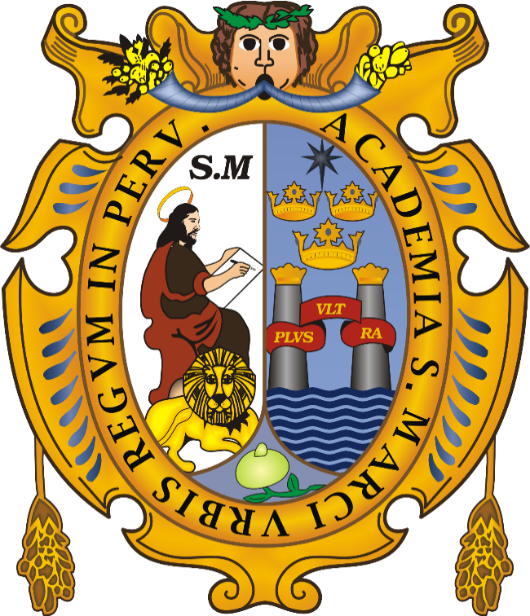 ACADEMIA S. MARCI VRBIS REGVM IN PERV.
S.M
PLVS VLT RA